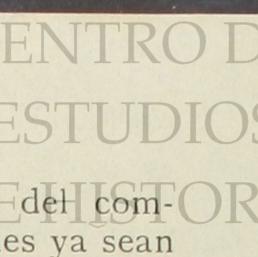 ENTRO D
ESTUDIOS
E HISTOR
del com-
es ya sean